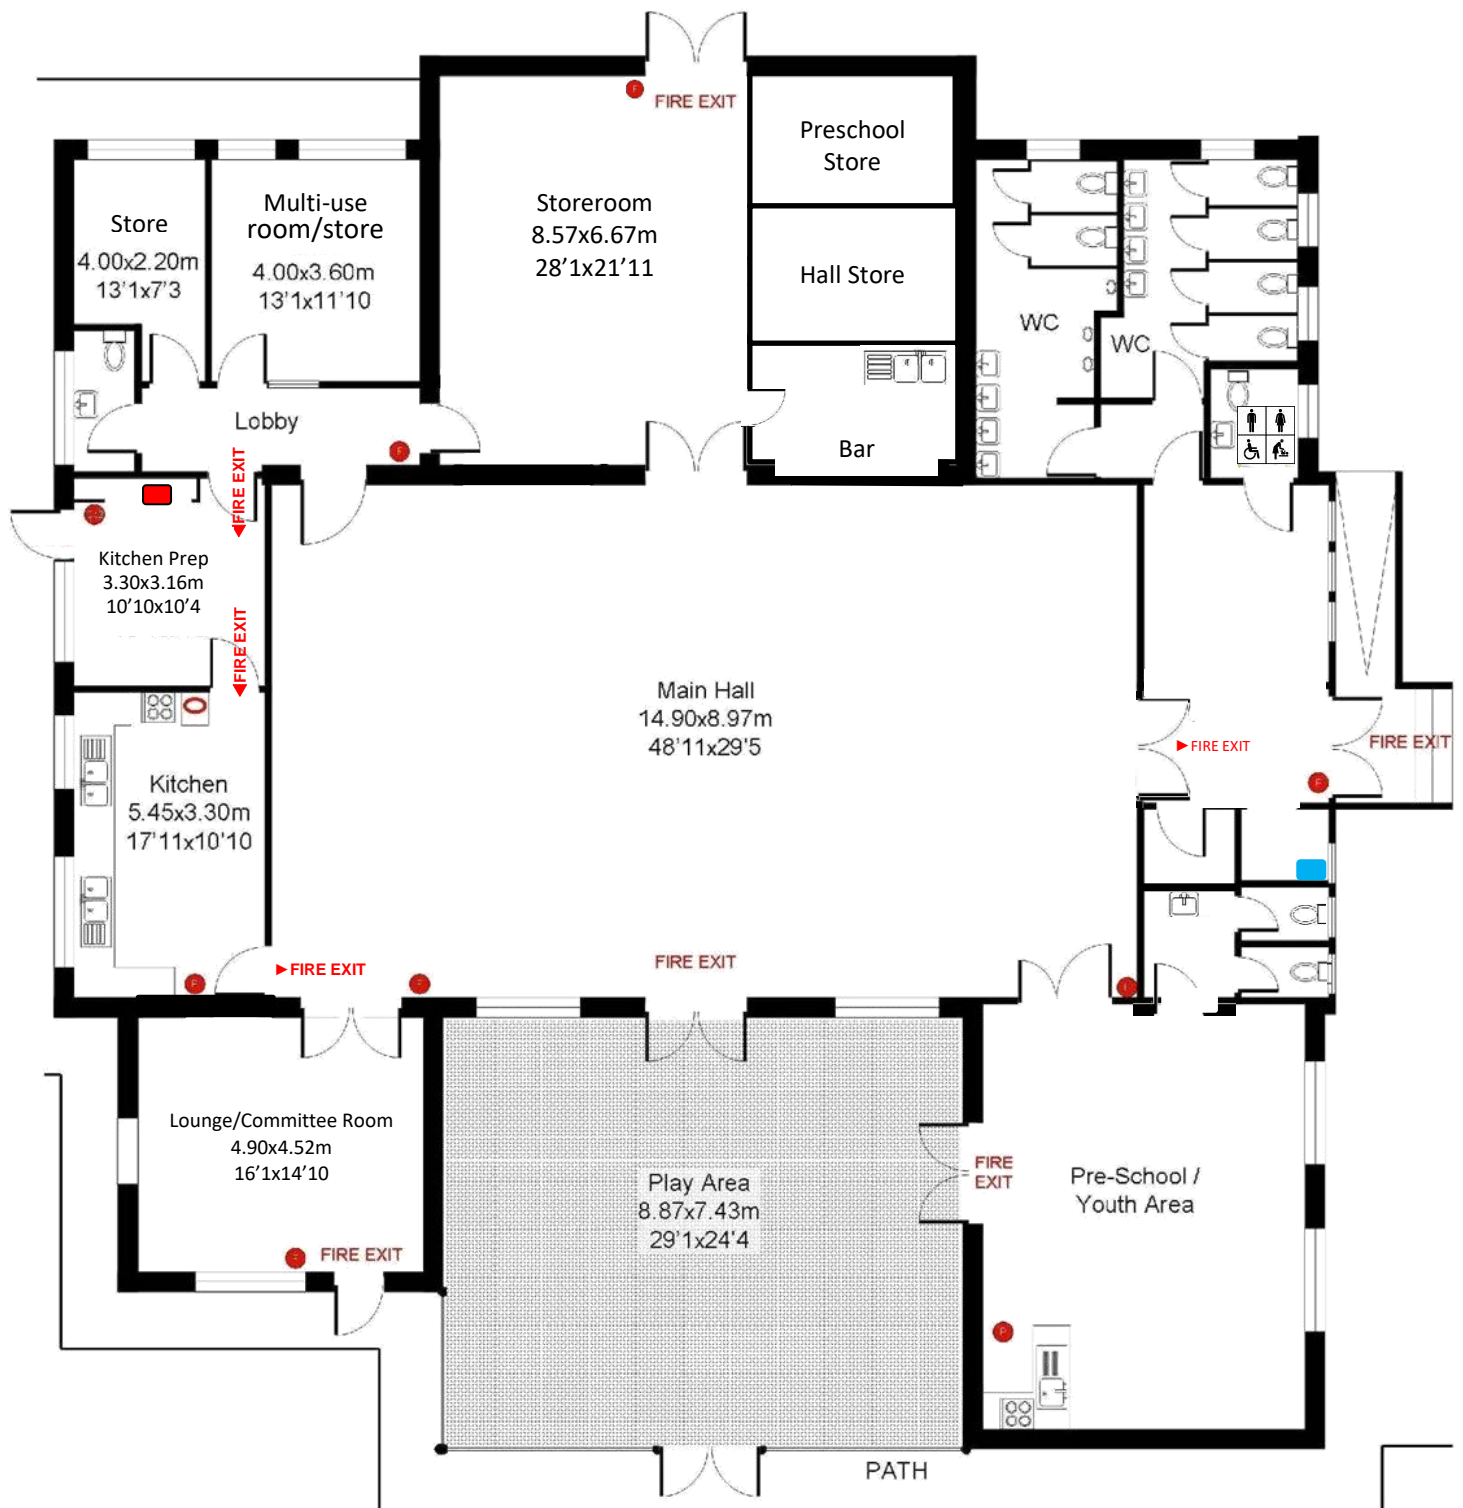 FIRE EXIT
Preschool
Store
Store
4.00x2.20m
13'1x7'3
Multi-use
room/store
4.00x3.60m
13'1x11'10
Storeroom
8.57x6.67m
28'1x21'11
Hall Store
WC
WC
Lobby
Bar
FIRE EXIT
Kitchen Prep
3.30x3.16m
10'10x10'4
FIRE EXIT
Main Hall
14.90x8.97m
48'11x29'5
FIRE EXIT
FIRE EXIT
Kitchen
5.45x3.30m
17'11x10'10
FIRE EXIT
FIRE EXIT
Lounge/Committee Room
4.90x4.52m
16'1x14'10
FIRE EXIT
Play Area
8.87x7.43m
29'1x24'4
FIRE
EXIT
Pre-School /
Youth Area
PATH